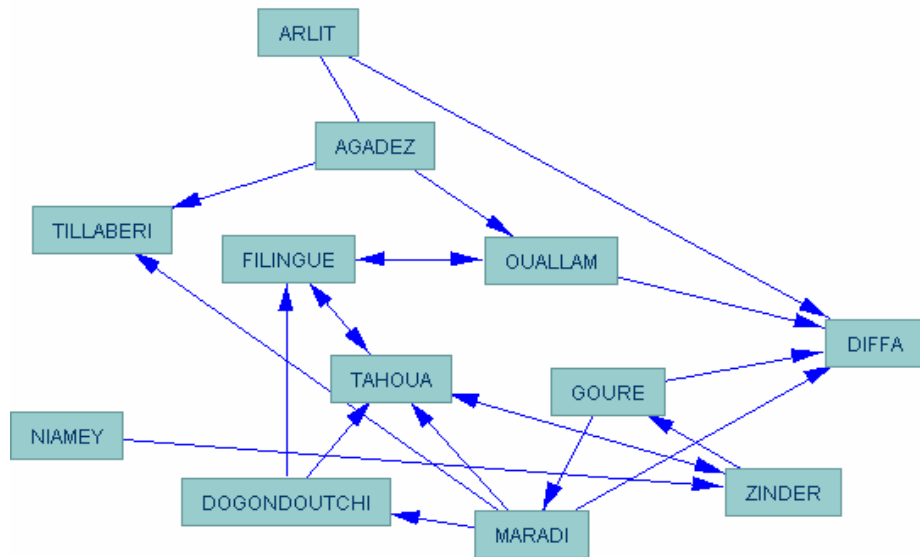 ARLIT
AGADEZ
TILLABERI
FILINGUE
OUALLAM
DIFFA
TAHOUA
GOURE
NIAMEY
DOGONDOUTCHI
ZINDER
MARADI